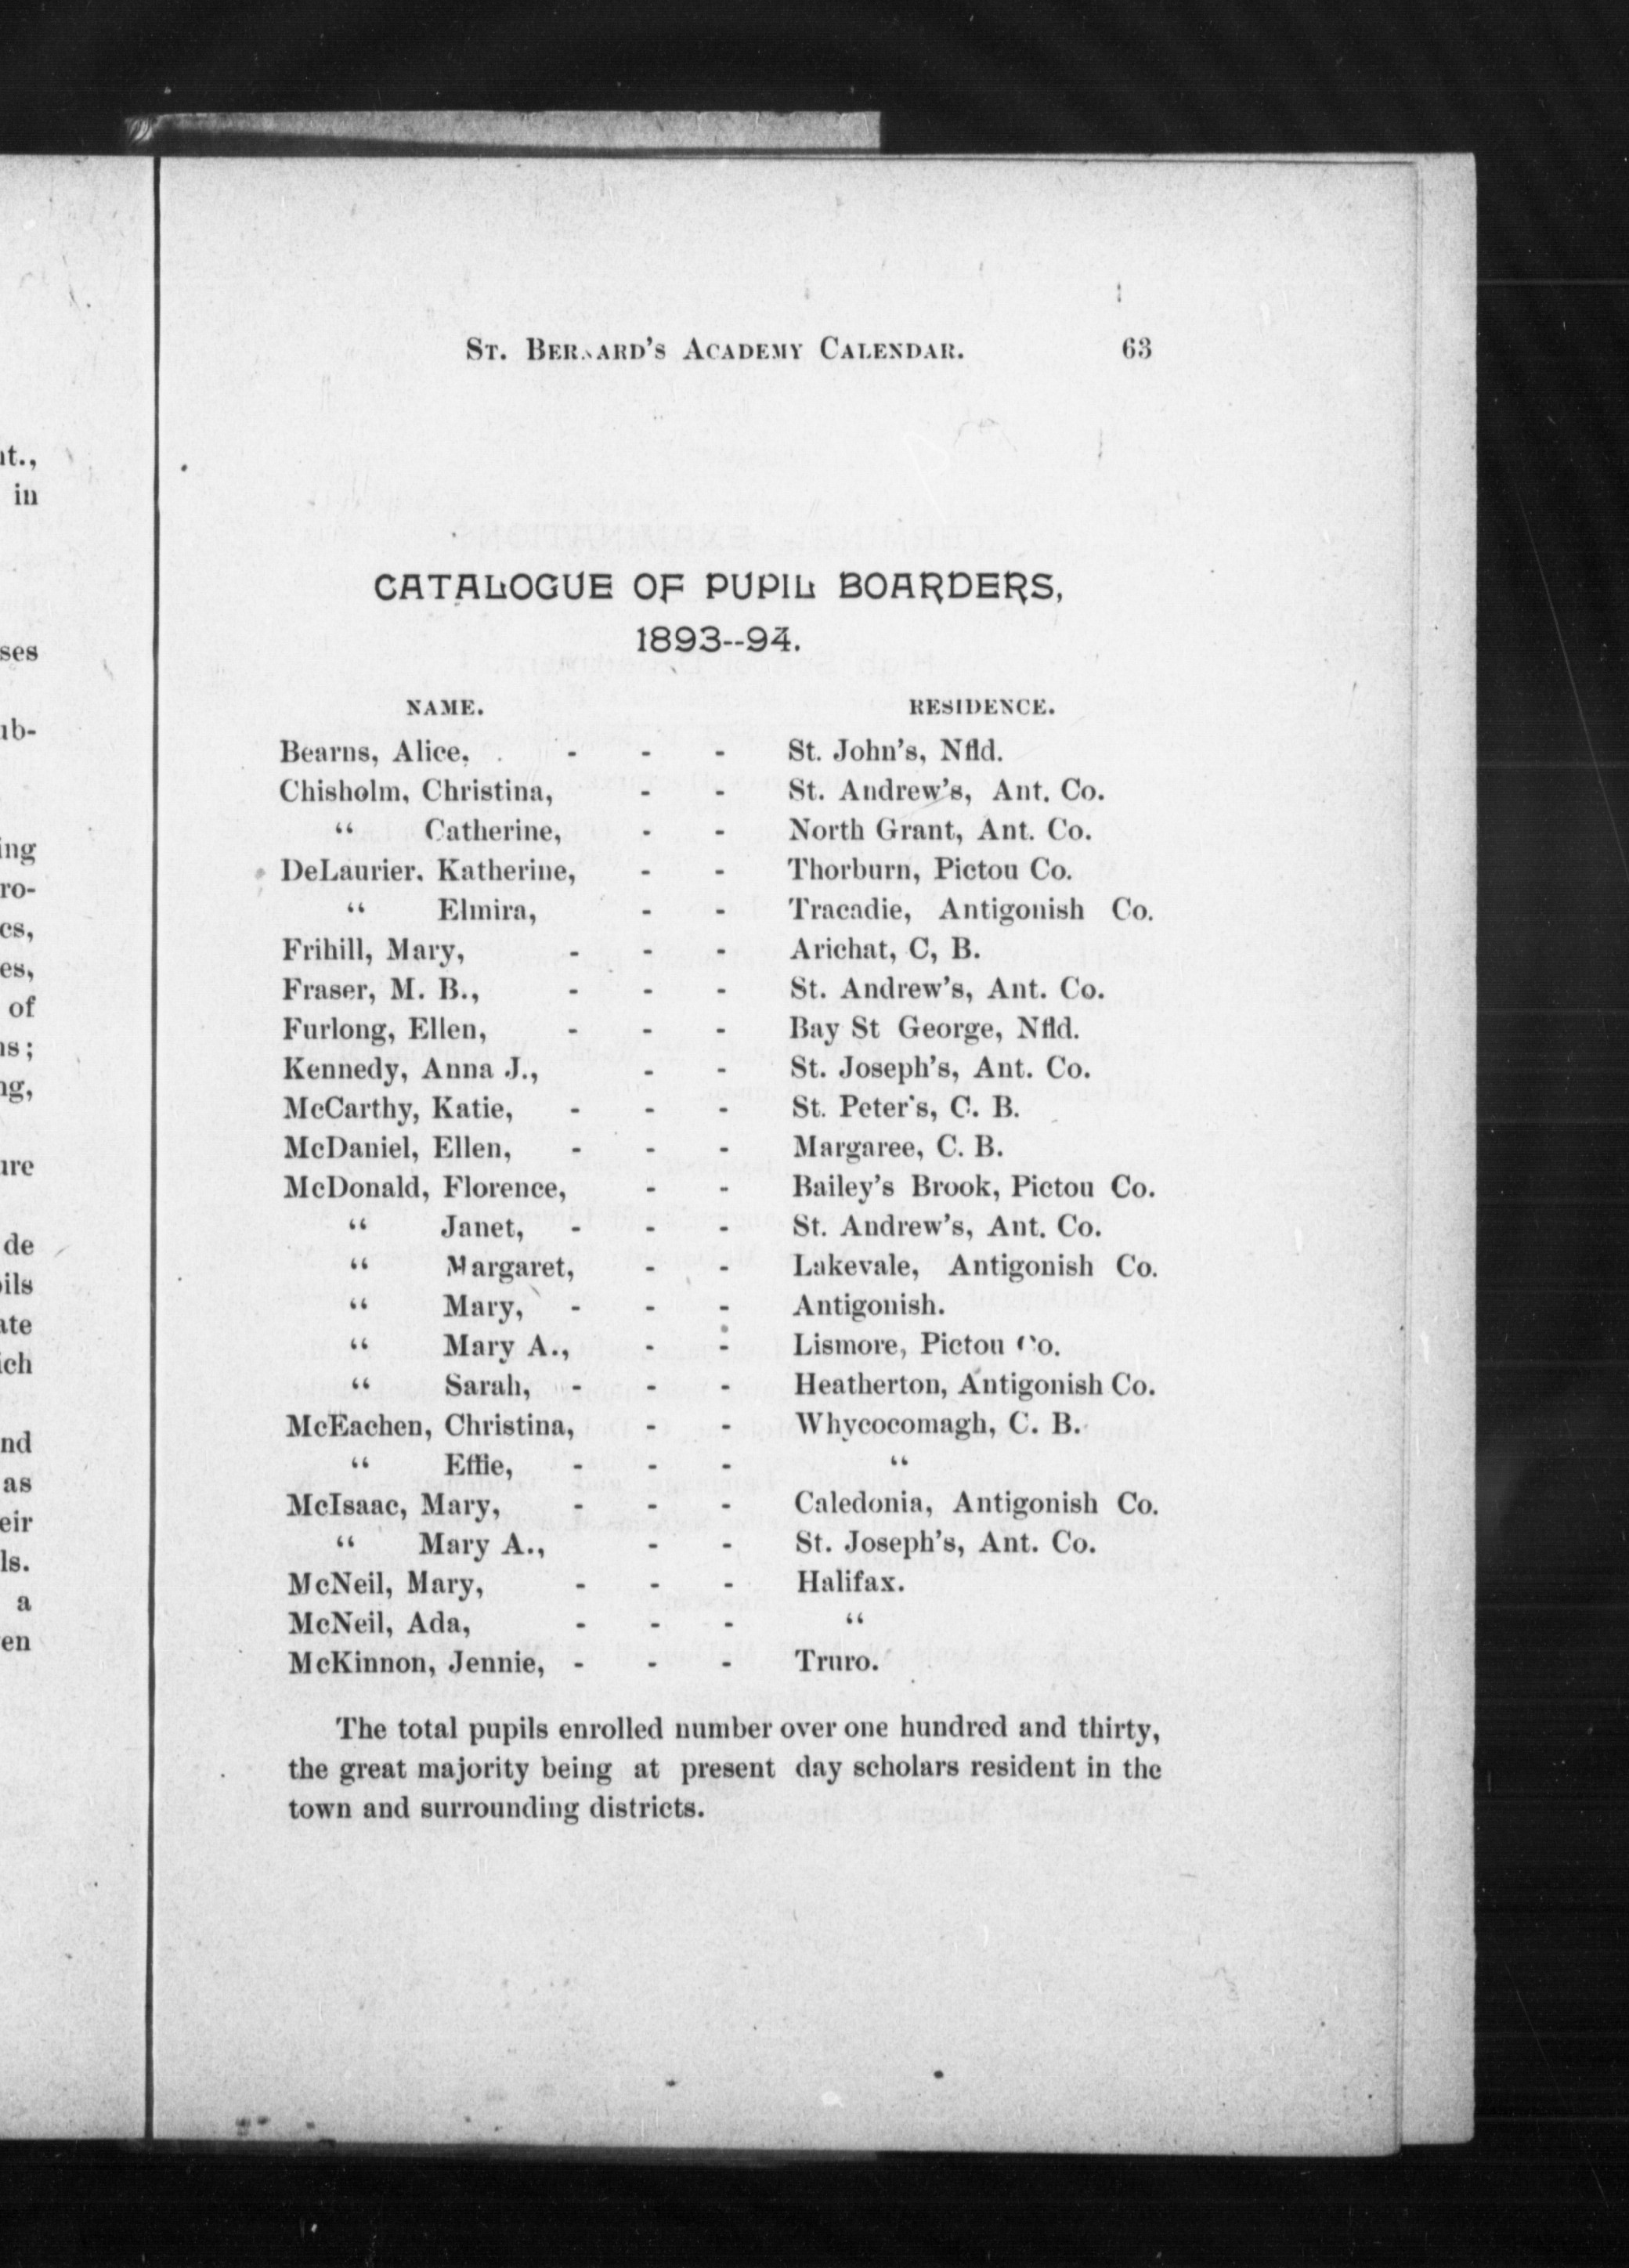 ST. BERNARD'S ACADEMY CALENDAR. 63
CATALOGUE OF PUPIL BOARDERS,
1893--94.
NAME. RESIDENCE.
Bearns, Alice, - - - St. John's, Nfld.
Chisholm, Christina, - - St. Andrew's, Ant. Co.
“ Catherine, - - North Grant, Ant. Co.
DeLaurier. Katherine, - - Thorburn, Pictou Co.
“ Elmira, - - Tracadie, Antigonish Co.
Frihill, Mary, - - - Arichat, C, B.
Fraser, M. B., - - - St. Andrew's, Ant. Co.
Furlong, Ellen, - - - Bay St George, Nfld.
Kennedy, Anna J., - - St. Joseph's, Ant. Co.
McCarthy, Katie, - - - St. Peter's, C. B.
McDaniel, Ellen, - - - Margaree, C. B.
McDonald, Florence, - - Bailey's Brook, Pictou Co.
“ Janet, - - - St. Andrew's, Ant. Co.
“ Margaret, - - Lakevale, Antigonish Co.
“ Mary, - - - Antigonish.
“ Mary A., - - Lismore, Pictou Co.
“ Sarah, - - - Heatherton, Antigonish Co.
McEachen, Christina, - - Whycocomagh, C. B.
“ Effie, - - - “
McIsaac, Mary, - - - Caledonia, Antigonish Co.
“ Mary A., - - St. Joseph's, Ant. Co.
McNeil, Mary, - - - Halifax.
McNeil, Ada, - - - “
McKinnon, Jennie, - - - Truro.
The total pupils enrolled number over one hundred and thirty,
the great majority being at present day scholars resident in the
town and surrounding districts.